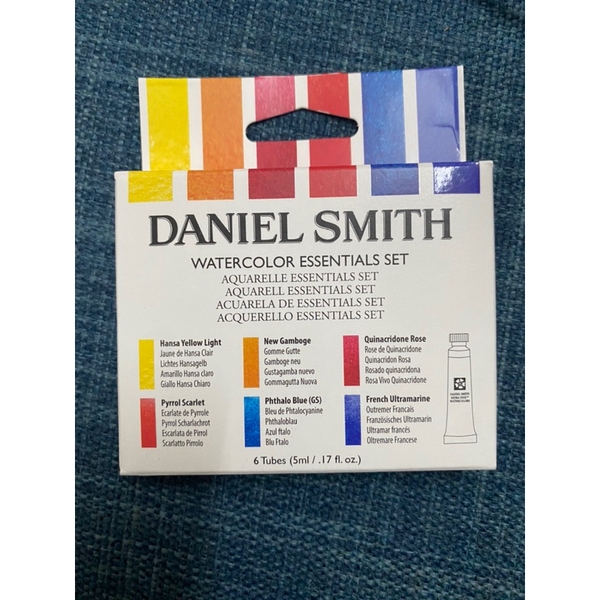 DANIEL SMITH
WATERCOLOR ESSENTIALS SET
AQUARELLE ESSENTIALS SET
AQUARELL ESSENTIALS SET
ACUARELA DE ESSENTIALS SET
ACQUERELLO ESSENTIALS SET
Hansa Yellow Light
Jaune de Hansa Clair
Lichtes Hansagelb
Amarillo Hansa claro
Giallo Hansa Chiaro
New Gamboge
Gomme Gutte
Gamboge neu
Gustagamba nuevo
Gommagutta Nuova
Quinacridone Rose
Rose de Quinacridone
Quinacridon Rosa
Rosado quinacridona
Rosa Vivo Quinacridone
Pyrrol Scarlet
Ecarlate de Pyrrole
Pyrrol Scharlachrot
Escarlata de Pirrol
Scarlatto Pirrolo
Phthalo Blue (GS)
Bleu de Phtalocyanine
Phthaloblau
Azul ftalo
Blu Ftalo
French Ultramarine
Outremer Francais
Französisches Ultramarin
Ultramar francés
Oltremare Francese
DANIEL SMITH
6 Tubes (5ml / .17 fl. oz.)